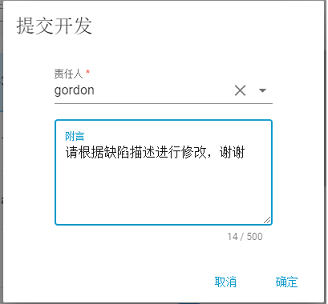 提交开发
责任人 *
gordon
附言
请根据缺陷描述进行修改，谢谢
14 / 500
取消 确定